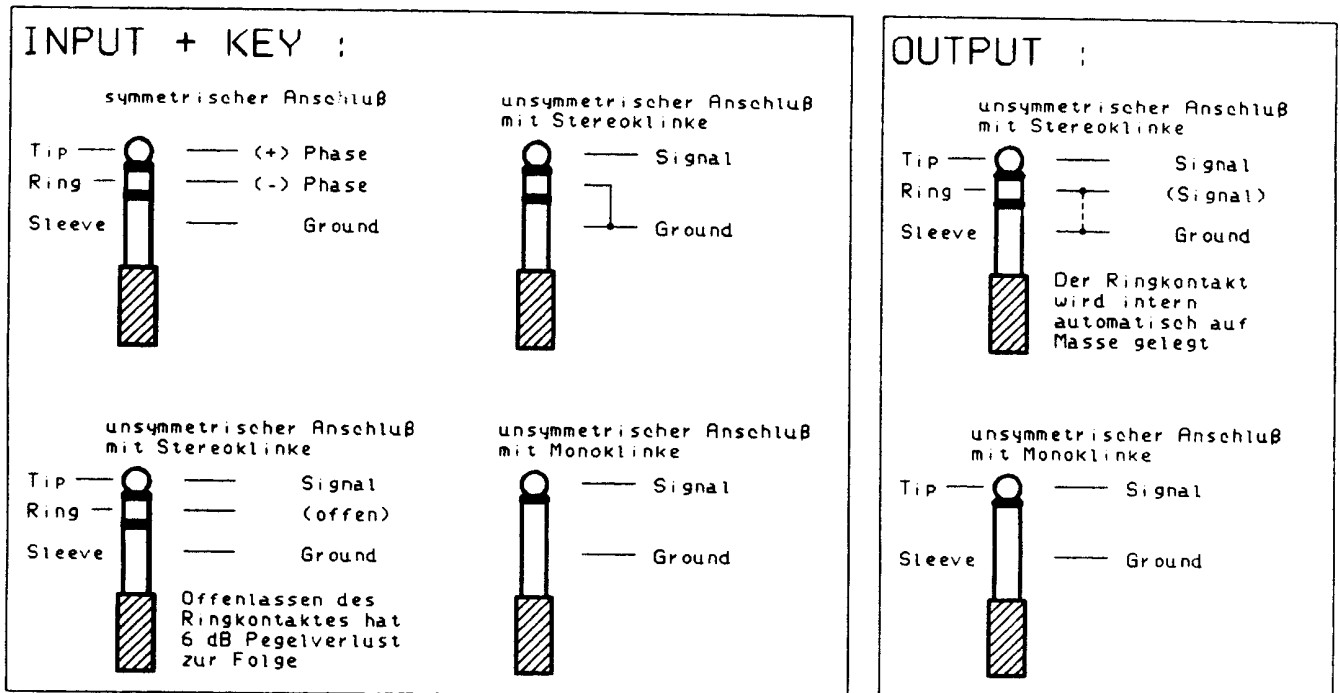 INPUT + KEY :
symmetrischer Anschluß
Tip
(+) Phase
Ring
(-) Phase
Sleeve
Ground
unsymmetrischer Anschluß
mit Stereoklinke
Signal
Ground
unsymmetrischer Anschluß
mit Stereoklinke
Tip
Signal
Ring
(offen)
Sleeve
Ground
Offenlassen des
Ringkontaktes hat
6 dB Pegelverlust
zur Folge
unsymmetrischer Anschluß
mit Monoklinke
Signal
Ground
OUTPUT :
unsymmetrischer Anschluß
mit Stereoklinke
Tip
Signal
Ring
(Signal)
Sleeve
Ground
Der Ringkontakt
wird intern
automatisch auf
Masse gelegt
unsymmetrischer Anschluß
mit Monoklinke
Tip
Signal
Sleeve
Ground